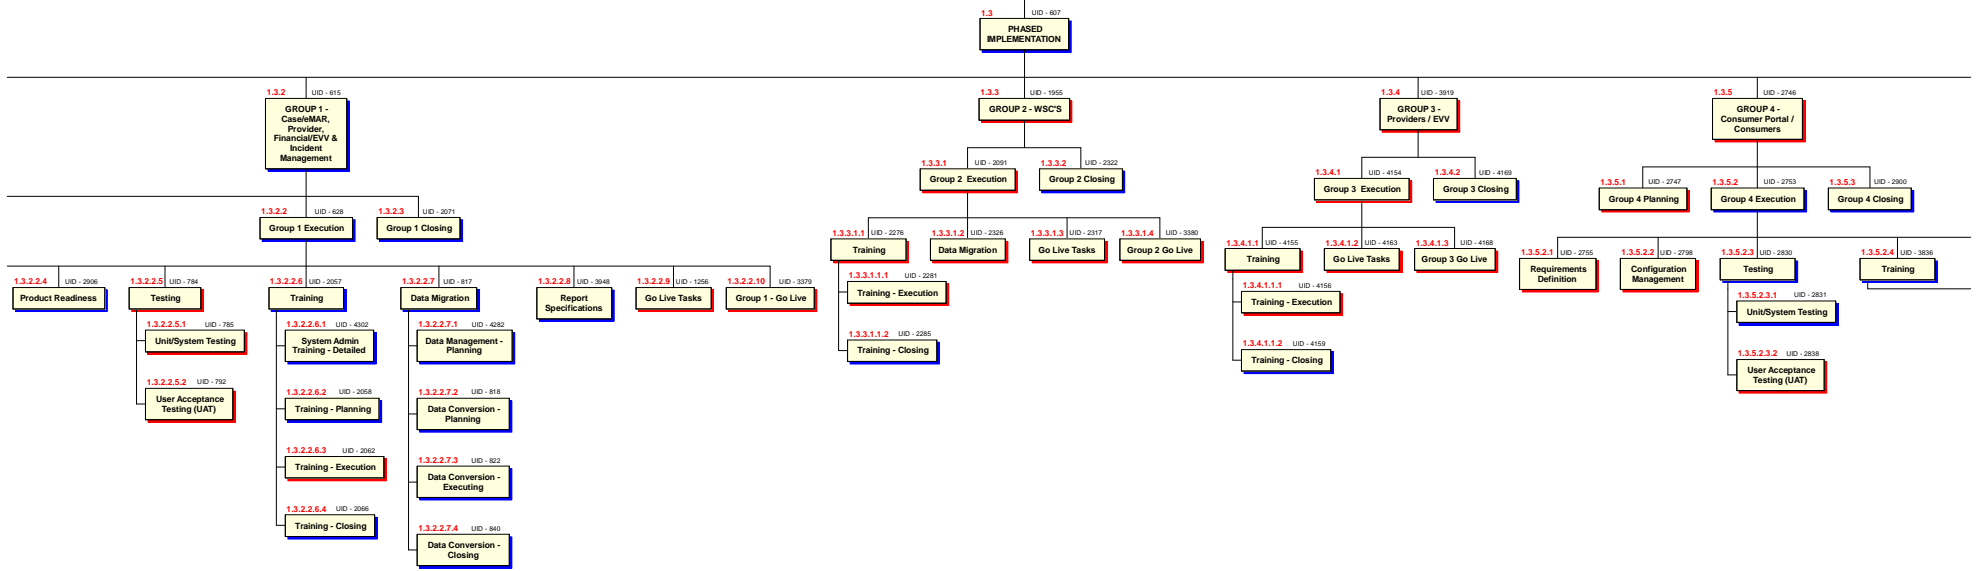 1.3 UID - 607
PHASED
IMPLEMENTATION
1.3.2 UID - 615
GROUP 1 -
Case/eMAR,
Provider,
Financial/EVV &
Incident
Management
1.3.3 UID - 1955
GROUP 2 - WSC'S
1.3.4 UID - 3919
GROUP 3 -
Providers / EVV
1.3.5 UID - 2746
GROUP 4 -
Consumer Portal /
Consumers
1.3.2.2 UID - 628
Group 1 Execution
1.3.2.3 UID - 2071
Group 1 Closing
1.3.3.1 UID - 2091
Group 2 Execution
1.3.3.2 UID - 2322
Group 2 Closing
1.3.4.1 UID - 4154
Group 3 Execution
1.3.4.2 UID - 4169
Group 3 Closing
1.3.5.1 UID - 2747
Group 4 Planning
1.3.5.2 UID - 2753
Group 4 Execution
1.3.5.3 UID - 2900
Group 4 Closing
1.3.2.2.4 UID - 2906
Product Readiness
1.3.2.2.5 UID - 784
Testing
1.3.2.2.5.1 UID - 785
Unit/System Testing
1.3.2.2.5.2 UID - 792
User Acceptance
Testing (UAT)
1.3.2.2.6 UID - 2057
Training
1.3.2.2.6.1 UID - 4302
System Admin
Training - Detailed
1.3.2.2.6.2 UID - 2058
Training - Planning
1.3.2.2.6.3 UID - 2062
Training - Execution
1.3.2.2.6.4 UID - 2066
Training - Closing
1.3.2.2.7 UID - 817
Data Migration
1.3.2.2.7.1 UID - 4282
Data Management -
Planning
1.3.2.2.7.2 UID - 818
Data Conversion -
Planning
1.3.2.2.7.3 UID - 822
Data Conversion -
Executing
1.3.2.2.7.4 UID - 840
Data Conversion -
Closing
1.3.2.2.8 UID - 3948
Report
Specifications
1.3.2.2.9 UID - 1256
Go Live Tasks
1.3.2.2.10 UID - 3379
Group 1 - Go Live
1.3.3.1.1 UID - 2276
Training
1.3.3.1.1.1 UID - 2281
Training - Execution
1.3.3.1.1.2 UID - 2285
Training - Closing
1.3.3.1.2 UID - 2326
Data Migration
1.3.3.1.3 UID - 2317
Go Live Tasks
1.3.3.1.4 UID - 3380
Group 2 Go Live
1.3.4.1.1 UID - 4155
Training
1.3.4.1.1.1 UID - 4156
Training - Execution
1.3.4.1.1.2 UID - 4159
Training - Closing
1.3.4.1.2 UID - 4163
Go Live Tasks
1.3.4.1.3 UID - 4168
Group 3 Go Live
1.3.5.2.1 UID - 2755
Requirements
Definition
1.3.5.2.2 UID - 2798
Configuration
Management
1.3.5.2.3 UID - 2830
Testing
1.3.5.2.3.1 UID - 2831
Unit/System Testing
1.3.5.2.3.2 UID - 2838
User Acceptance
Testing (UAT)
1.3.5.2.4 UID - 3836
Training